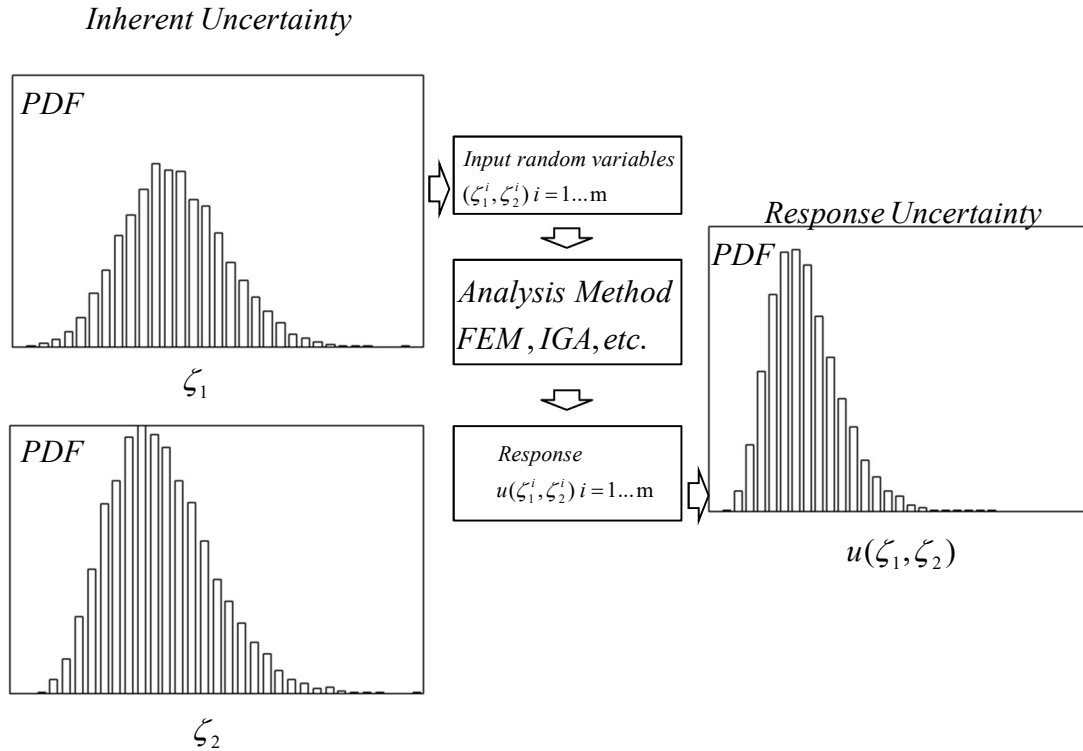 Inherent Uncertainty
PDF
ζ₁
PDF
ζ₂
Input random variables
(ζ₁ⁱ, ζ₂ⁱ) i = 1...m
Analysis Method
FEM , IGA, etc.
Response
u(ζ₁ⁱ, ζ₂ⁱ) i = 1...m
Response Uncertainty
PDF
u(ζ₁, ζ₂)